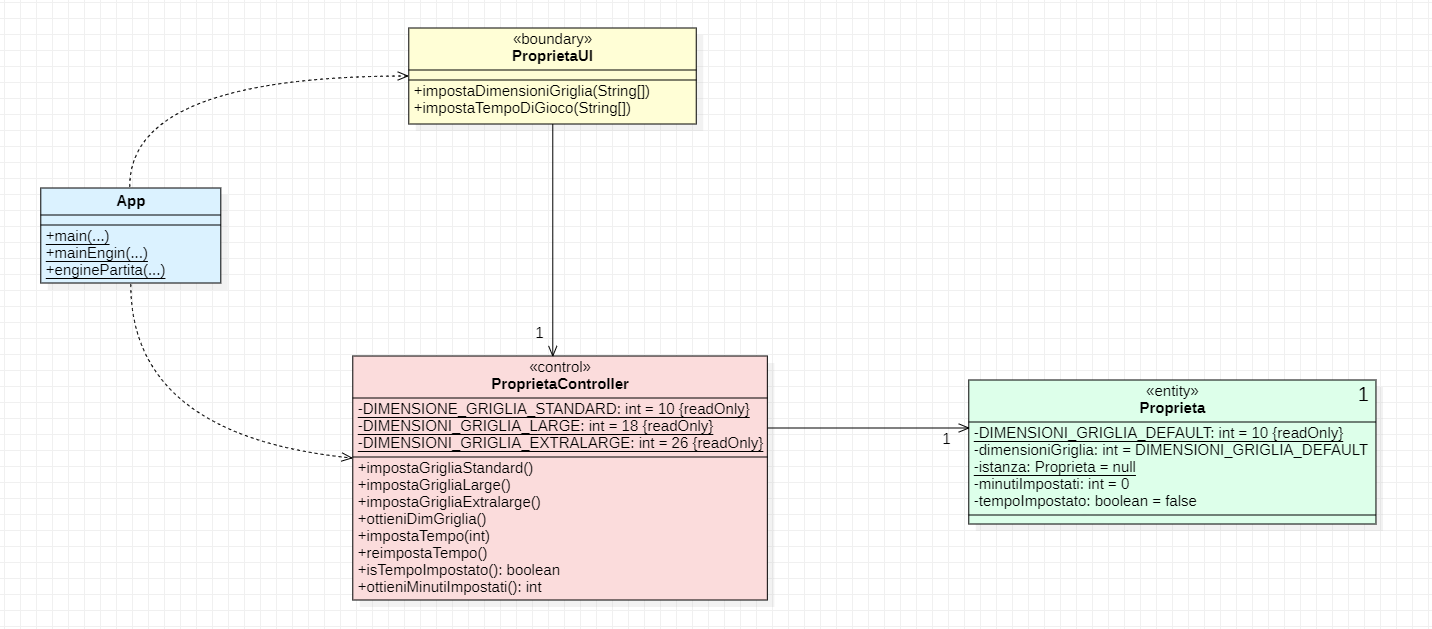 «boundary»
ProprietaUI
+impostaDimensioniGriglia(String[])
+impostaTempoDiGioco(String[])
App
+main(...)
+mainEngin(...)
+enginePartita(...)
1
«control»
ProprietaController
-DIMENSIONE_GRIGLIA_STANDARD: int = 10 {readOnly}
-DIMENSIONI_GRIGLIA_LARGE: int = 18 {readOnly}
-DIMENSIONI_GRIGLIA_EXTRALARGE: int = 26 {readOnly}
+impostaGrigliaStandard()
+impostaGrigliaLarge()
+impostaGrigliaExtralarge()
+ottieniDimGriglia()
+impostaTempo(int)
+reimpostaTempo()
+isTempoImpostato(): boolean
+ottieniMinutiImpostati(): int
1
«entity»
1
Proprieta
-DIMENSIONI_GRIGLIA_DEFAULT: int = 10 {readOnly}
-dimensioniGriglia: int = DIMENSIONI_GRIGLIA_DEFAULT
-istanza: Proprieta = null
-minutiImpostati: int = 0
-tempoImpostato: boolean = false